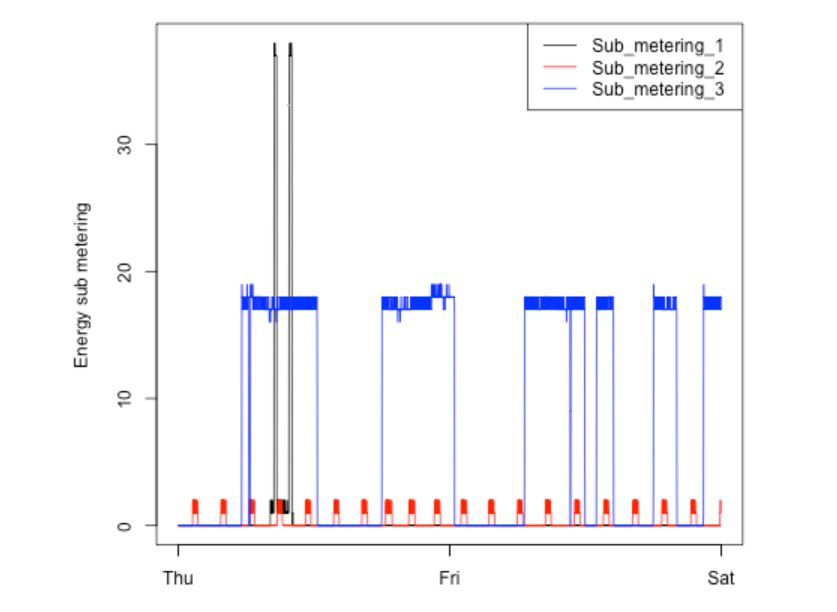 Sub_metering_1
Sub_metering_2
Sub_metering_3
Energy sub metering
30
20
10
0
Thu Fri Sat